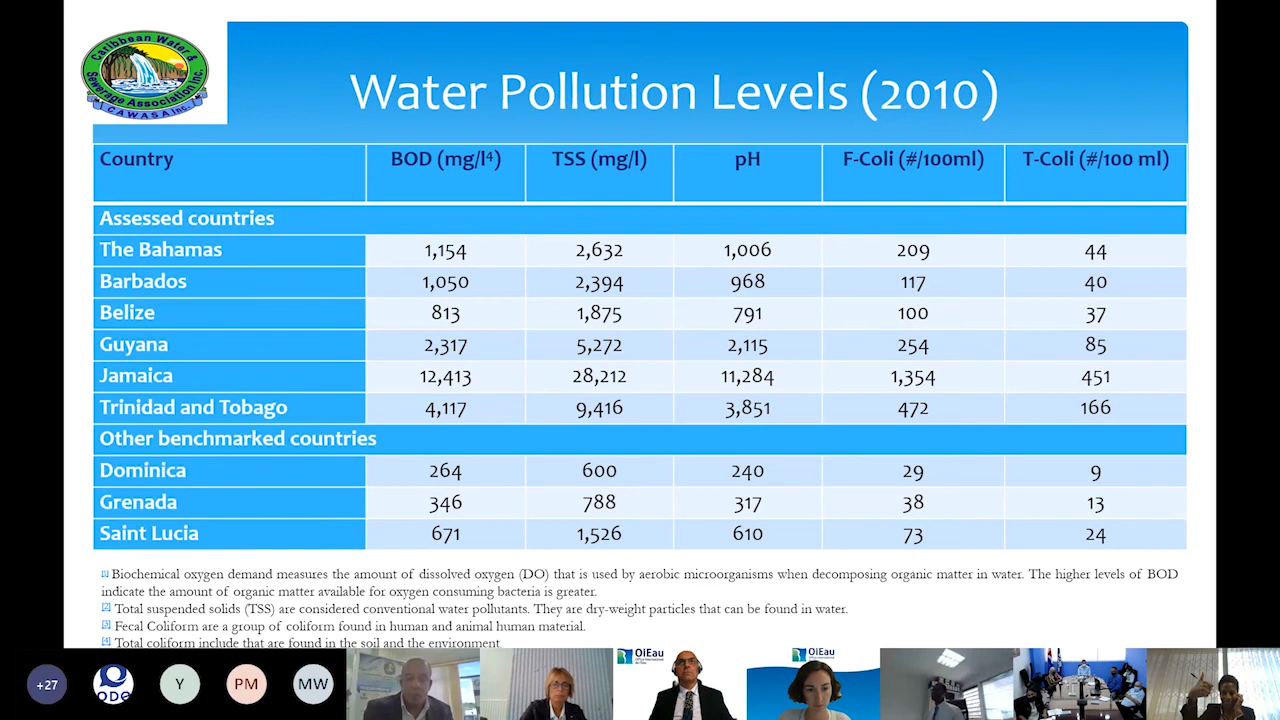 Caribbean Water &
Sewerage Association Inc.
CAWASA Inc.
Water Pollution Levels (2010)
Country BOD (mg/l4) TSS (mg/l) pH F-Coli (#/100ml) T-Coli (#/100 ml)
Assessed countries
The Bahamas 1,154 2,632 1,006 209 44
Barbados 1,050 2,394 968 117 40
Belize 813 1,875 791 100 37
Guyana 2,317 5,272 2,115 254 85
Jamaica 12,413 28,212 11,284 1,354 451
Trinidad and Tobago 4,117 9,416 3,851 472 166
Other benchmarked countries
Dominica 264 600 240 29 9
Grenada 346 788 317 38 13
Saint Lucia 671 1,526 610 73 24
[1] Biochemical oxygen demand measures the amount of dissolved oxygen (DO) that is used by aerobic microorganisms when decomposing organic matter in water. The higher levels of BOD
indicate the amount of organic matter available for oxygen consuming bacteria is greater.
[2] Total suspended solids (TSS) are considered conventional water pollutants. They are dry-weight particles that can be found in water.
[3] Fecal Coliform are a group of coliform found in human and animal human material.
[4] Total coliform include that are found in the soil and the environment
+27 Y PM MW
OiEau OiEau